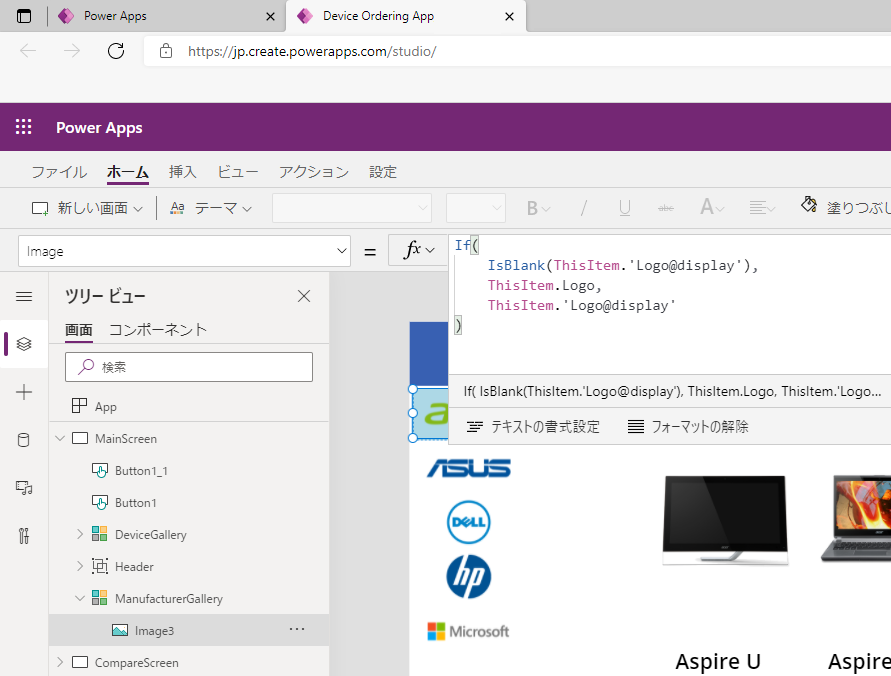 Power Apps
Device Ordering App
https://jp.create.powerapps.com/studio/
Power Apps
ファイル ホーム 挿入 ビュー アクション 設定
新しい画面 Aa テーマ B / U abc A 塗りつぶし
Image = fx
If(
IsBlank(ThisItem.'Logo@display'),
ThisItem.Logo,
ThisItem.'Logo@display'
)
If( IsBlank(ThisItem.'Logo@display'), ThisItem.Logo, ThisItem.'Logo...
テキストの書式設定 フォーマットの解除
ツリー ビュー
画面 コンポーネント
検索
App
MainScreen
Button1_1
Button1
DeviceGallery
Header
ManufacturerGallery
Image3 ...
CompareScreen
a
ASUS
DELL
hp
Microsoft
Aspire U
Aspire